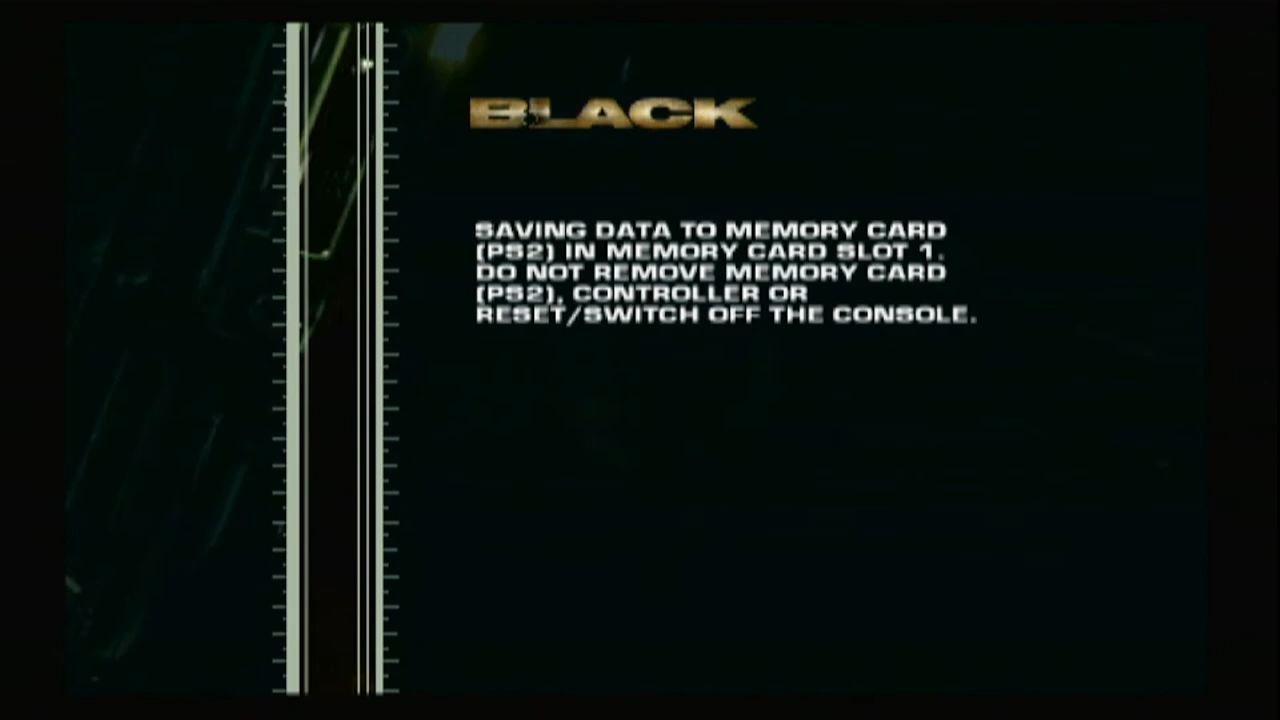 BLACK
SAVING DATA TO MEMORY CARD
(PS2) IN MEMORY CARD SLOT 1.
DO NOT REMOVE MEMORY CARD
(PS2), CONTROLLER OR
RESET/SWITCH OFF THE CONSOLE.